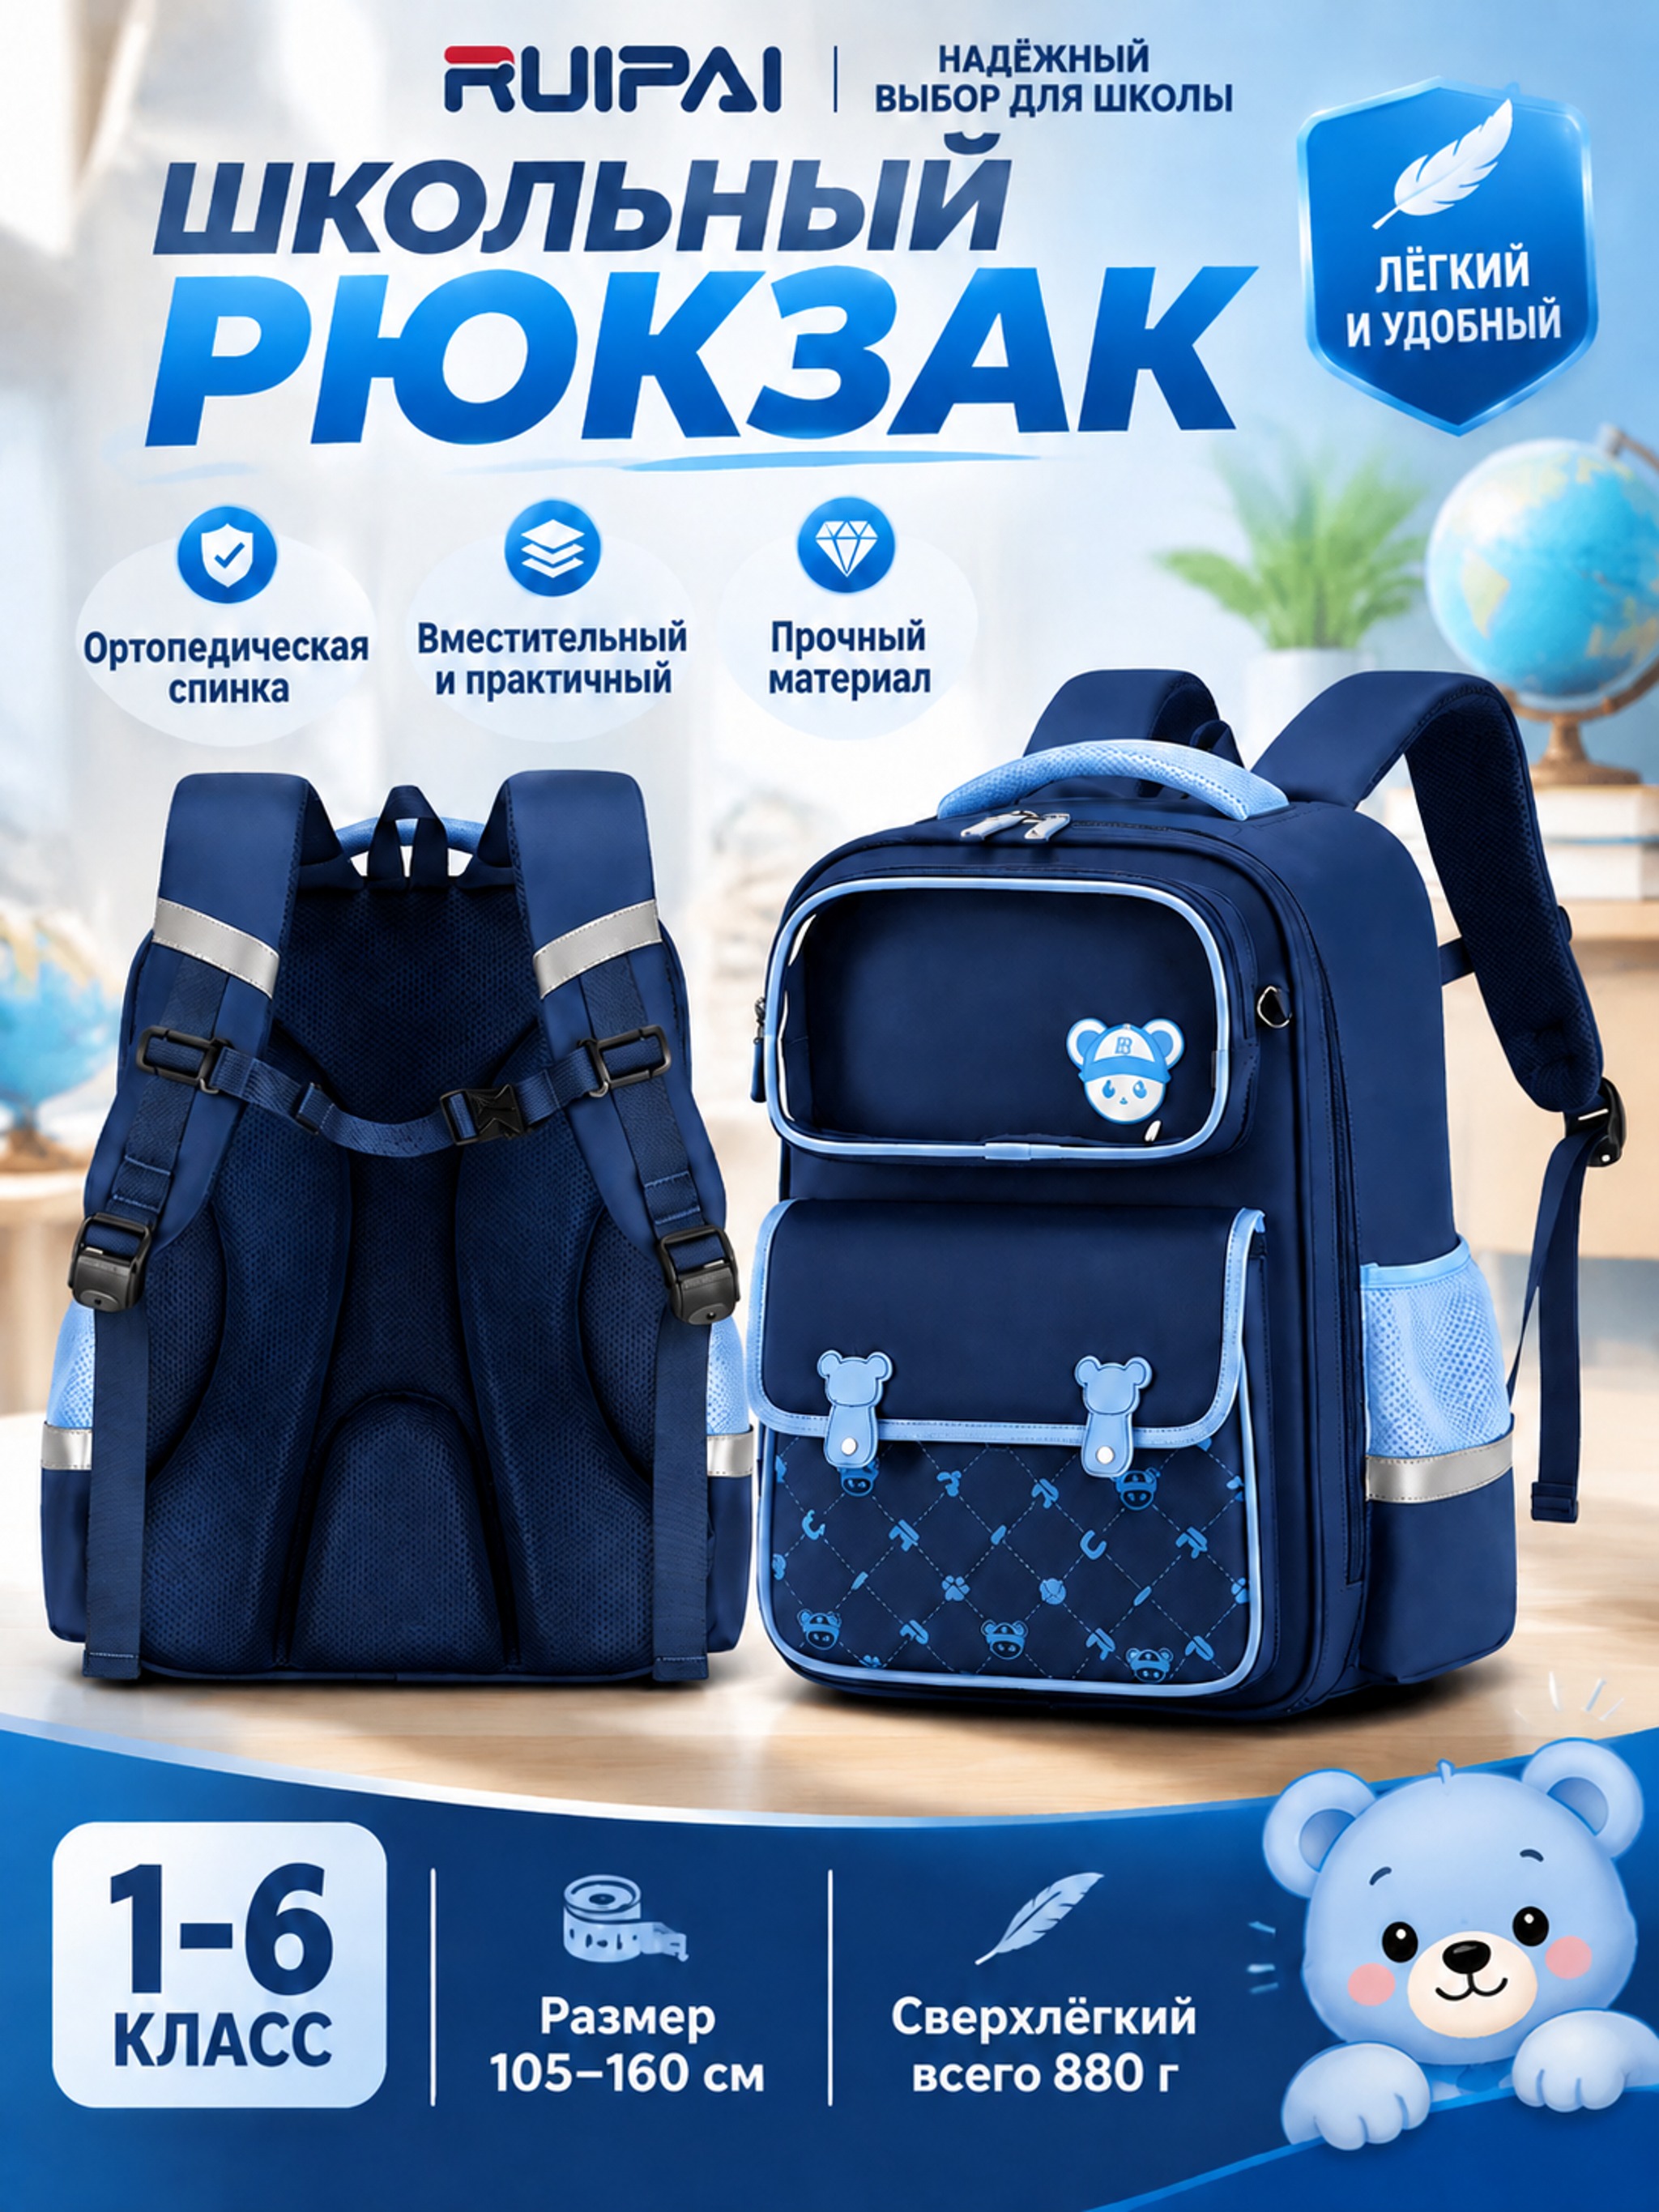 RUIPAI
НАДЁЖНЫЙ
ВЫБОР ДЛЯ ШКОЛЫ
ШКОЛЬНЫЙ
РЮКЗАК
ЛЁГКИЙ
И УДОБНЫЙ
Ортопедическая
спинка
Вместительный
и практичный
Прочный
материал
1-6
КЛАСС
Размер
105–160 см
Сверхлёгкий
всего 880 г